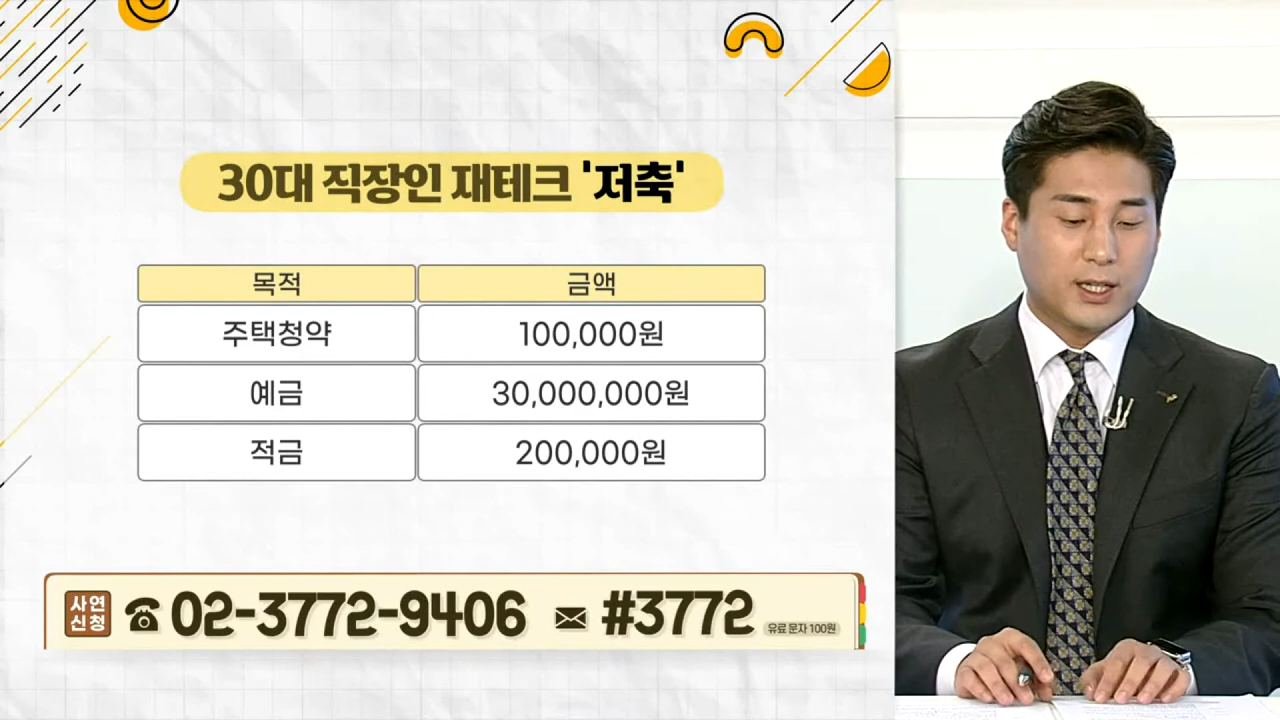 30대 직장인 재테크 '저축'
목적 금액
주택청약 100,000원
예금 30,000,000원
적금 200,000원
사연
신청
02-3772-9406 #3772 유료 문자 100원